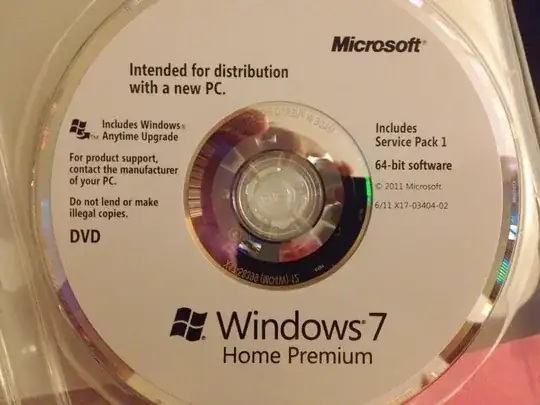 Microsoft®
Intended for distribution
with a new PC.
Includes Windows®
Anytime Upgrade
For product support,
contact the manufacturer
of your PC.
Do not lend or make
illegal copies.
DVD
Includes
Service Pack 1
64-bit software
© 2011 Microsoft
6/11 X17-03404-02
Windows®7
Home Premium